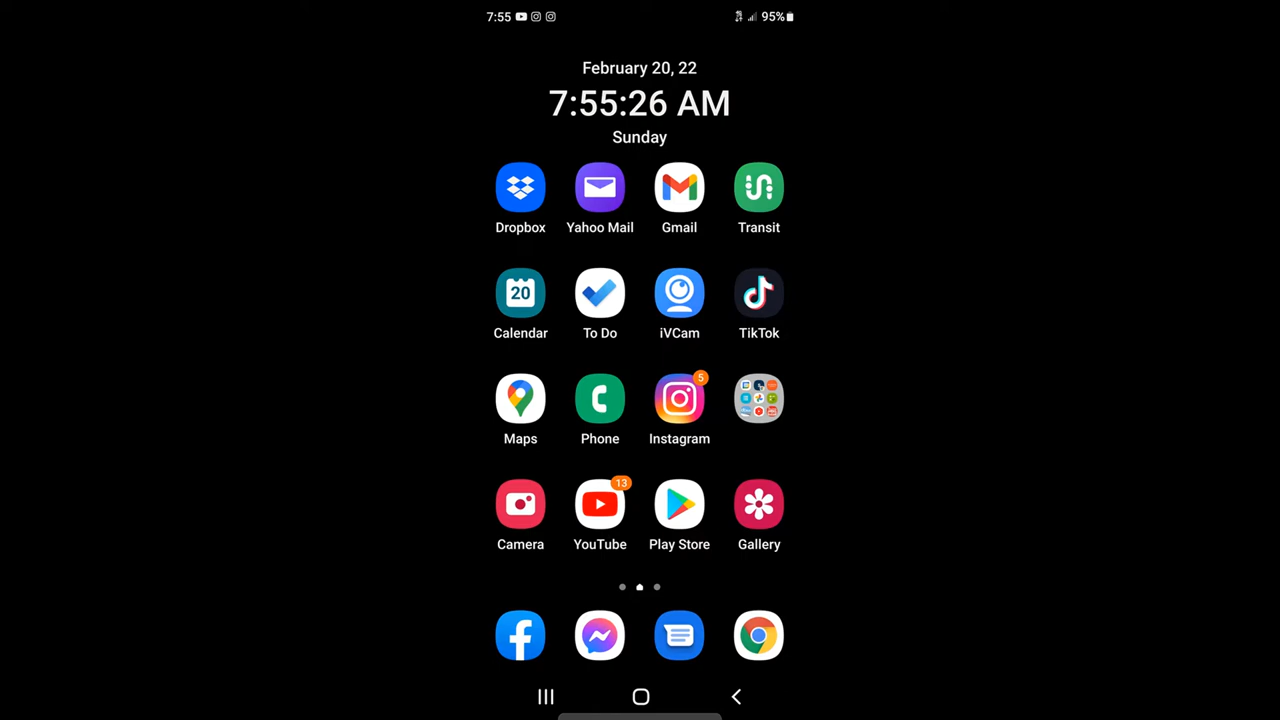 7:55 95%
February 20, 22
7:55:26 AM
Sunday
Dropbox Yahoo Mail Gmail Transit
20
Calendar To Do iVCam TikTok
5
Maps Phone Instagram
13
Camera YouTube Play Store Gallery